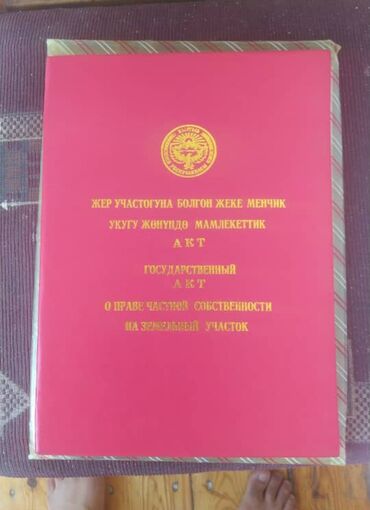 ЖЕР УЧАСТОГУНА БОЛГОН ЖЕКЕ МЕНЧИК
УКУГУ ЖӨНҮНДӨ МАМЛЕКЕТТИК
АКТ
ГОСУДАРСТВЕННЫЙ
АКТ
О ПРАВЕ ЧАСТНОЙ СОБСТВЕННОСТИ
НА ЗЕМЕЛЬНЫЙ УЧАСТОК